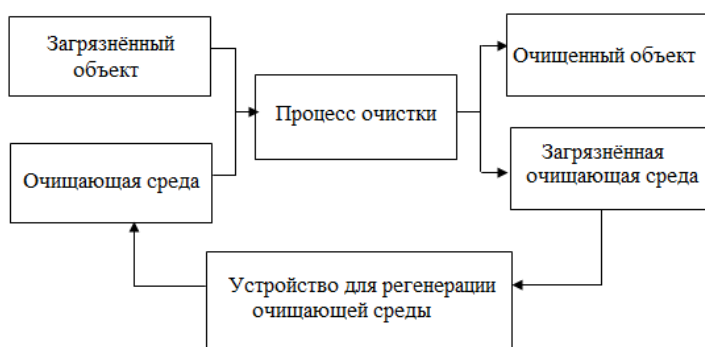 Загрязнённый
объект
Очищенный объект
Процесс очистки
Очищающая среда
Загрязнённая
очищающая среда
Устройство для регенерации
очищающей среды